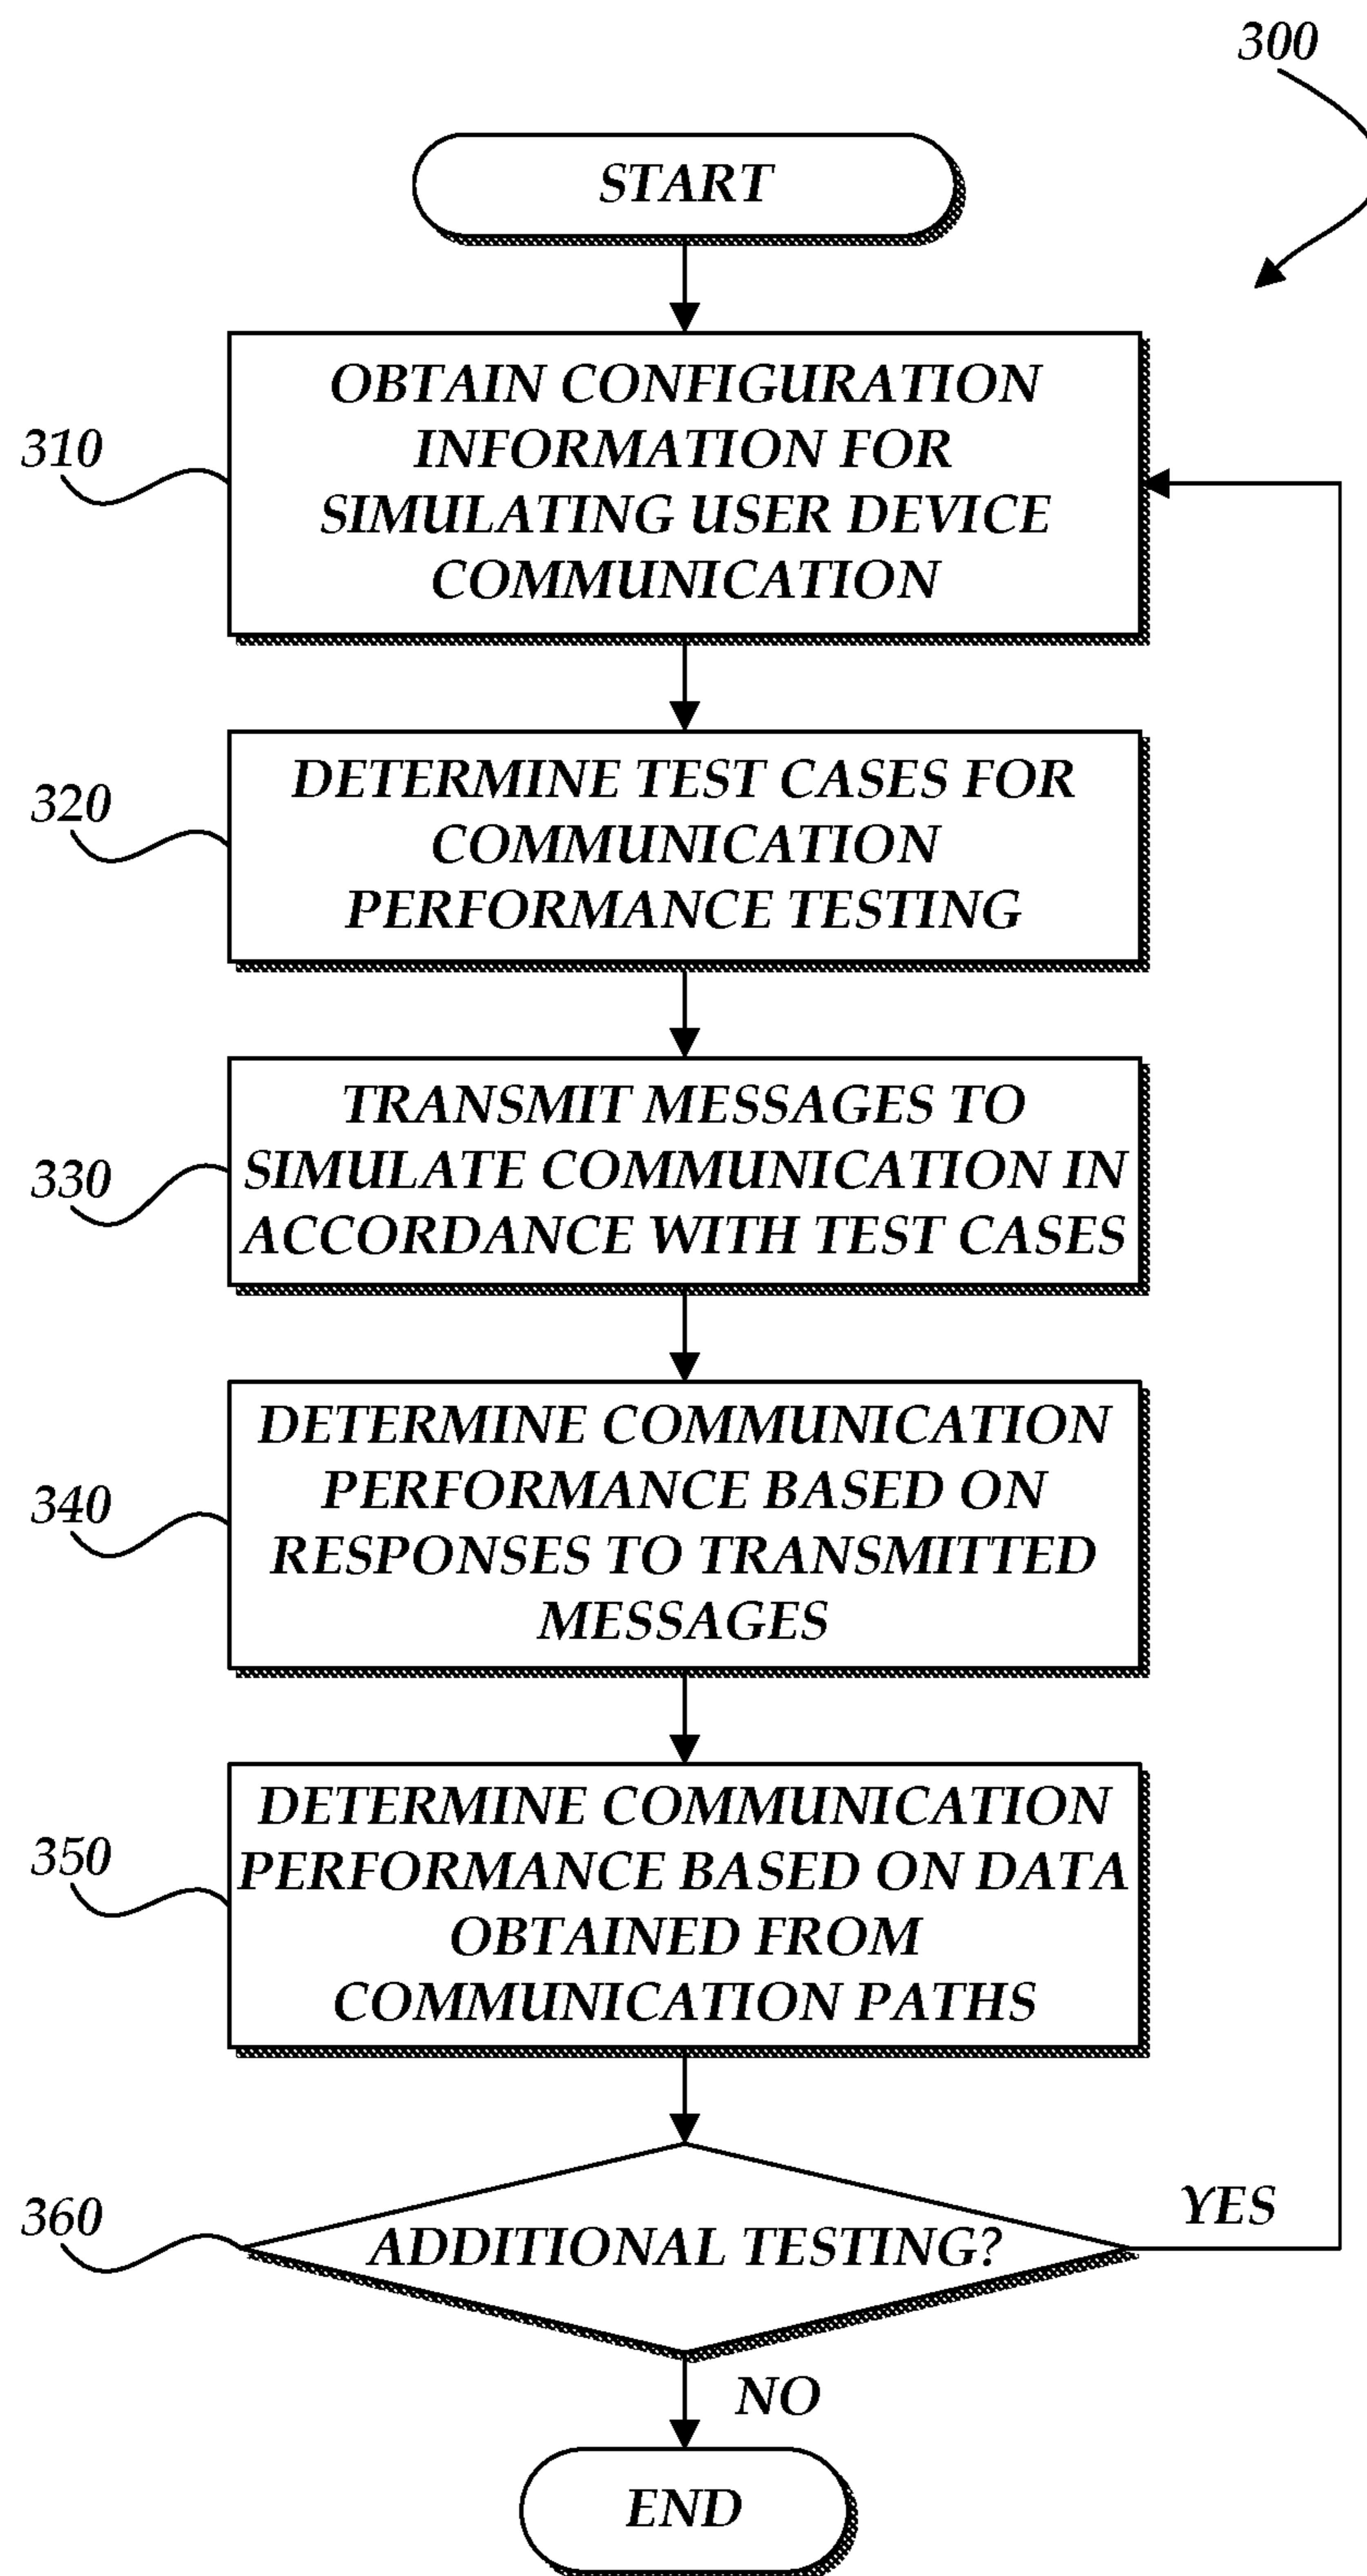 300
START
310
OBTAIN CONFIGURATION
INFORMATION FOR
SIMULATING USER DEVICE
COMMUNICATION
320
DETERMINE TEST CASES FOR
COMMUNICATION
PERFORMANCE TESTING
330
TRANSMIT MESSAGES TO
SIMULATE COMMUNICATION IN
ACCORDANCE WITH TEST CASES
340
DETERMINE COMMUNICATION
PERFORMANCE BASED ON
RESPONSES TO TRANSMITTED
MESSAGES
350
DETERMINE COMMUNICATION
PERFORMANCE BASED ON DATA
OBTAINED FROM
COMMUNICATION PATHS
360
ADDITIONAL TESTING?
YES
NO
END